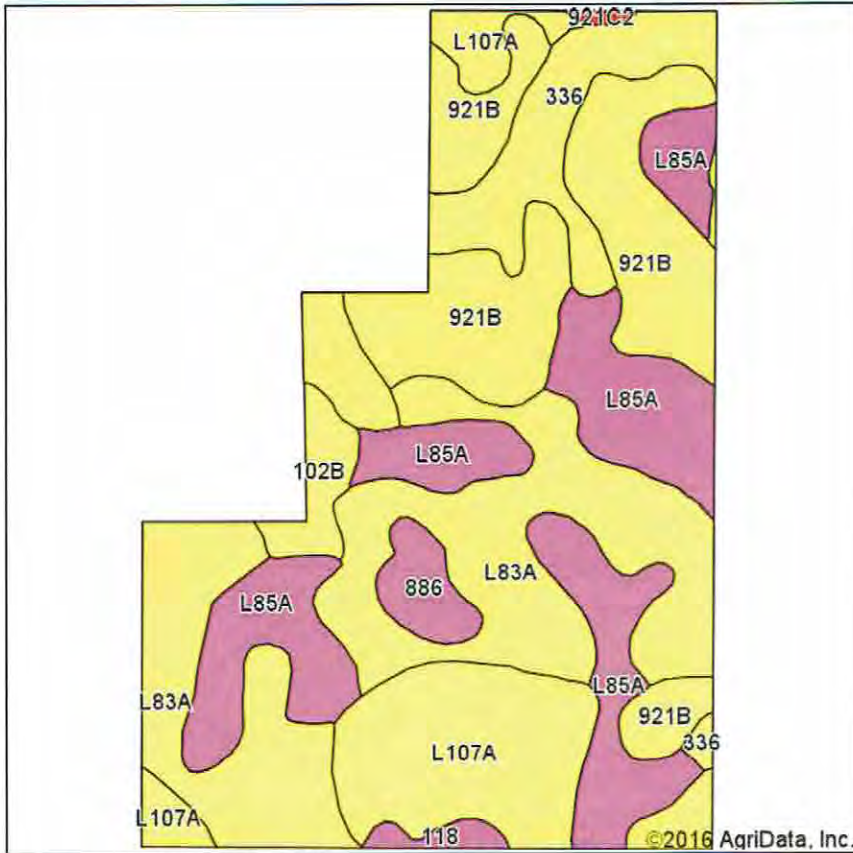 921C2
L107A
336
921B
L85A
921B
921B
L85A
L85A
102B
L83A
886
L85A
L85A
L83A
921B
336
L107A
L107A
118
©2016 AgriData, Inc.